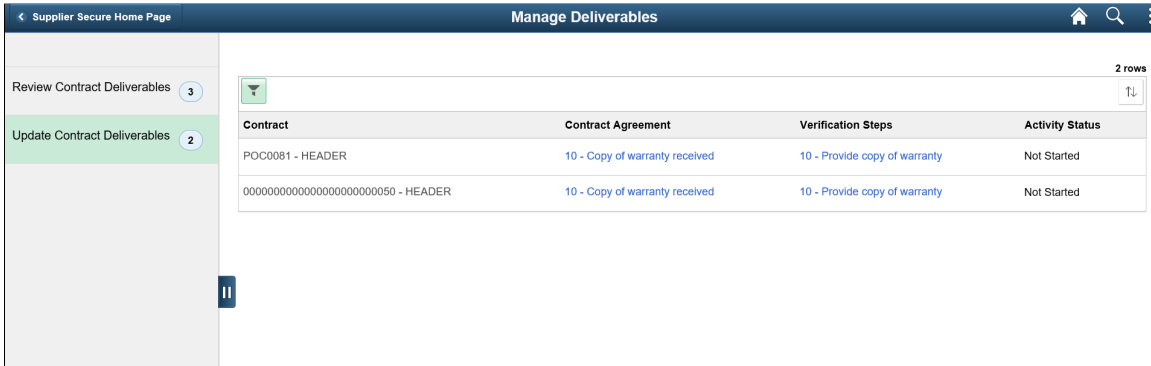 Supplier Secure Home Page
Manage Deliverables
2 rows
Review Contract Deliverables 3
Update Contract Deliverables 2
Contract Contract Agreement Verification Steps Activity Status
POC0081 - HEADER 10 - Copy of warranty received 10 - Provide copy of warranty Not Started
0000000000000000000000050 - HEADER 10 - Copy of warranty received 10 - Provide copy of warranty Not Started